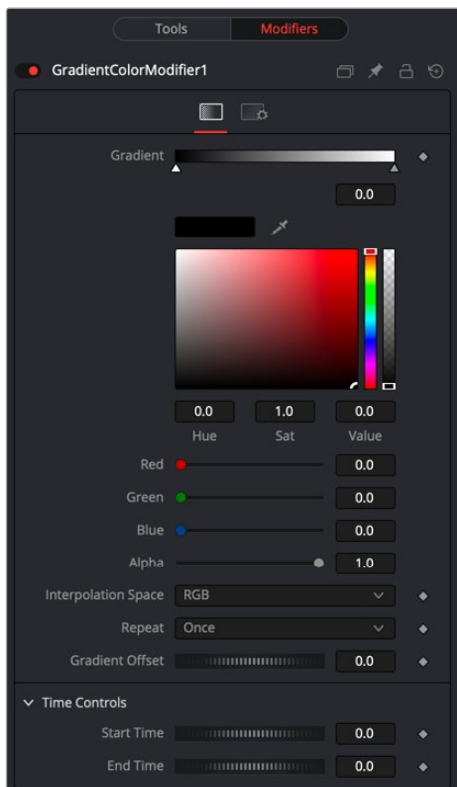 Tools Modifiers
GradientColorModifier1
Gradient
0.0
0.0 1.0 0.0
Hue Sat Value
Red 0.0
Green 0.0
Blue 0.0
Alpha 1.0
Interpolation Space RGB
Repeat Once
Gradient Offset 0.0
Time Controls
Start Time 0.0
End Time 0.0